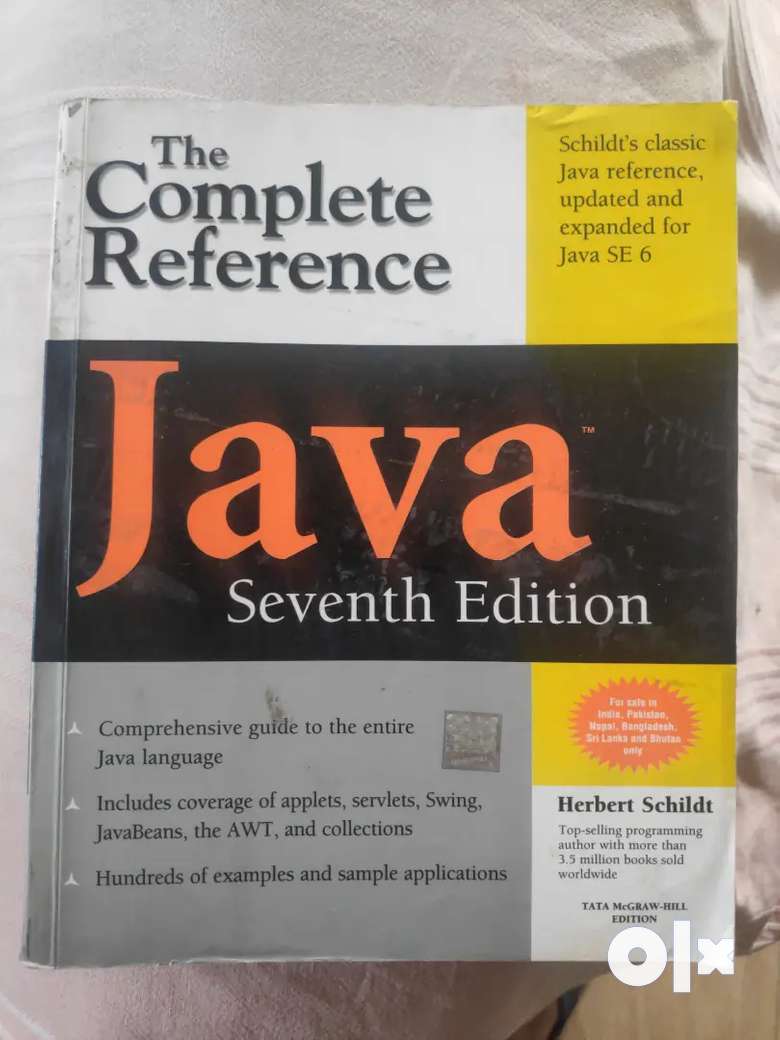 The
Complete
Reference
Schildt's classic
Java reference,
updated and
expanded for
Java SE 6
Java™
Seventh Edition
Comprehensive guide to the entire
Java language
Includes coverage of applets, servlets, Swing,
JavaBeans, the AWT, and collections
Hundreds of examples and sample applications
For sale in
India, Pakistan,
Nepal, Bangladesh,
Sri Lanka and Bhutan
only
Herbert Schildt
Top-selling programming
author with more than
3.5 million books sold
worldwide
TATA McGRAW-HILL
EDITION
olx